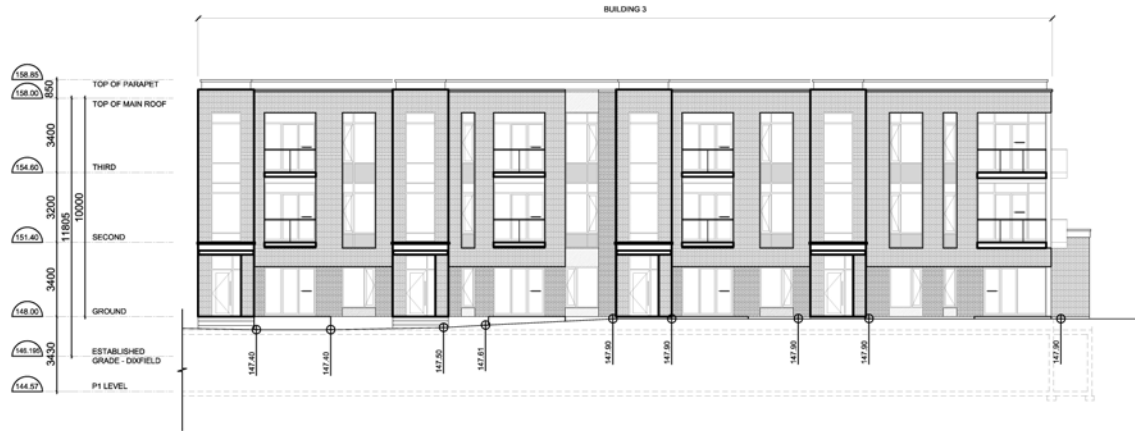 BUILDING 3
158.85
TOP OF PARAPET
850
158.00
TOP OF MAIN ROOF
3400
154.60
THIRD
3200
11805
10000
151.40
SECOND
3400
148.00
GROUND
146.195
ESTABLISHED
GRADE - DIXFIELD
3430
144.57
P1 LEVEL
147.40
147.40
147.50
147.61
147.90
147.90
147.90
147.90
147.90